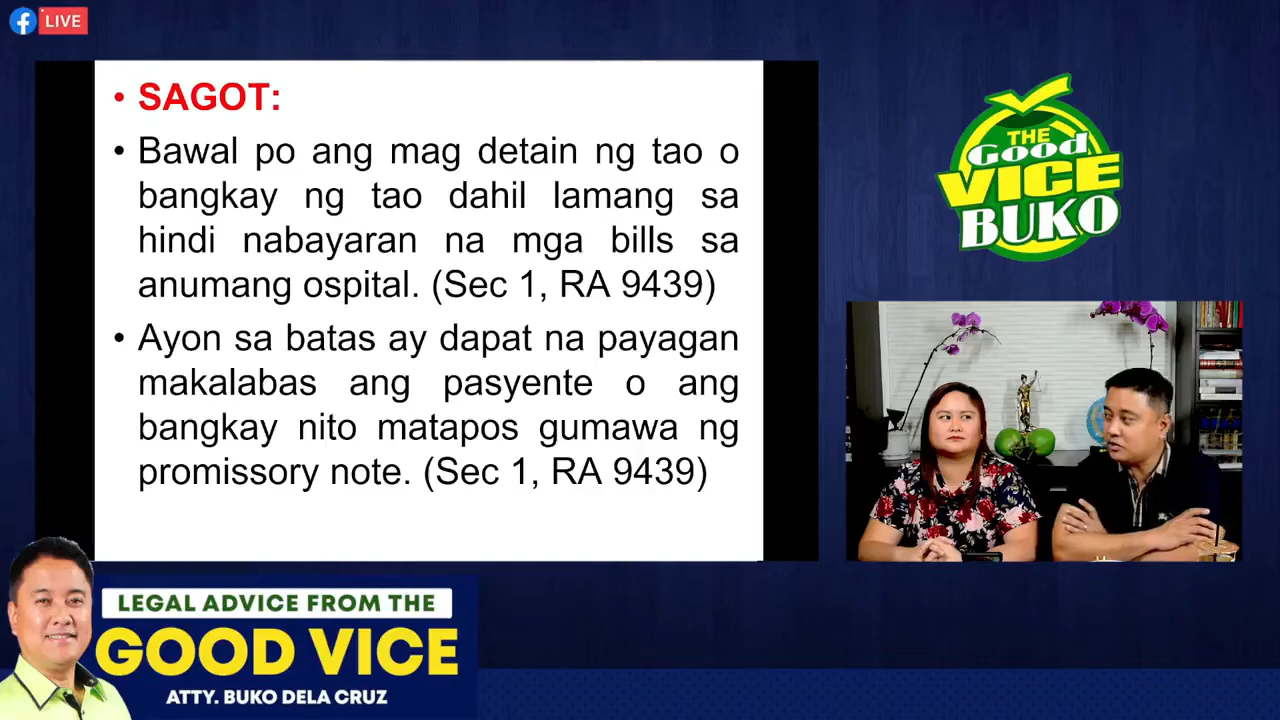 LIVE
• SAGOT:
• Bawal po ang mag detain ng tao o
bangkay ng tao dahil lamang sa
hindi nabayaran na mga bills sa
anumang ospital. (Sec 1, RA 9439)
• Ayon sa batas ay dapat na payagan
makalabas ang pasyente o ang
bangkay nito matapos gumawa ng
promissory note. (Sec 1, RA 9439)
THE
Good
VICE
BUKO
LEGAL ADVICE FROM THE
GOOD VICE
ATTY. BUKO DELA CRUZ